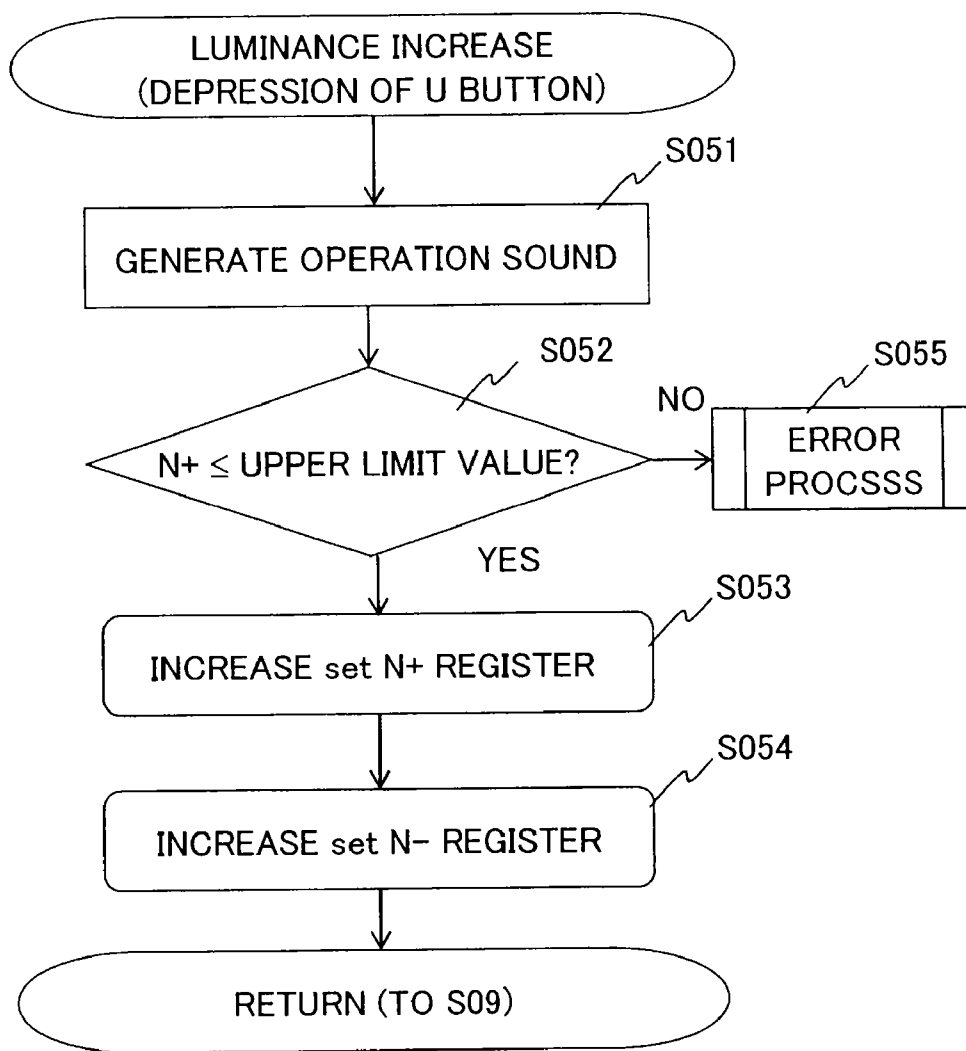 LUMINANCE INCREASE
(DEPRESSION OF U BUTTON)
S051
GENERATE OPERATION SOUND
S052
N+ ≤ UPPER LIMIT VALUE?
NO
S055
ERROR
PROCSSS
YES
S053
INCREASE set N+ REGISTER
S054
INCREASE set N- REGISTER
RETURN (TO S09)